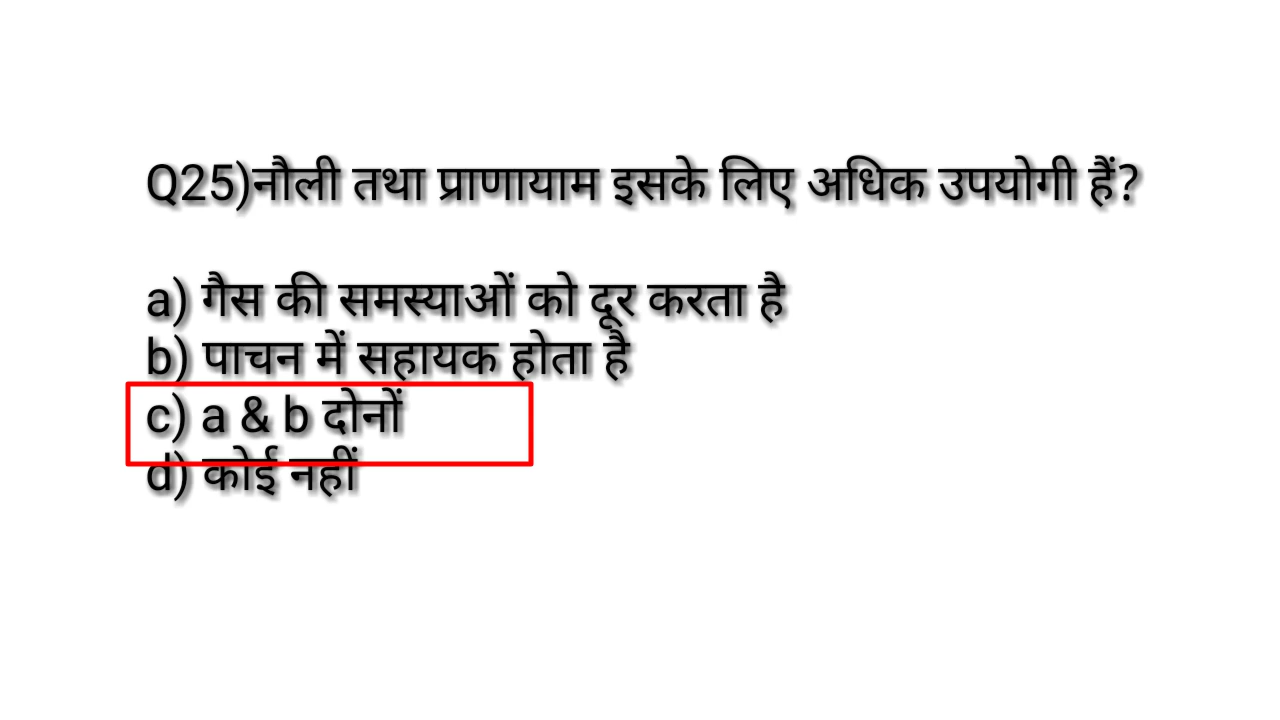 Q25)नौली तथा प्राणायाम इसके लिए अधिक उपयोगी हैं?
a) गैस की समस्याओं को दूर करता है
b) पाचन में सहायक होता है
c) a & b दोनों
d) कोई नहीं